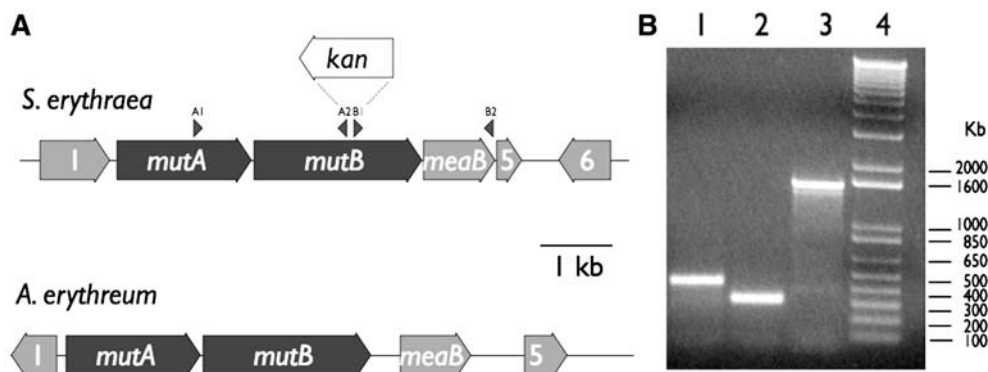 A
kan
S. erythraea
A1 A2 B1 B2
1 mutA mutB meaB 5 6
1 kb
A. erythreum
1 mutA mutB meaB 5
B
1 2 3 4
Kb
2000
1600
1000
850
650
500
400
300
200
100